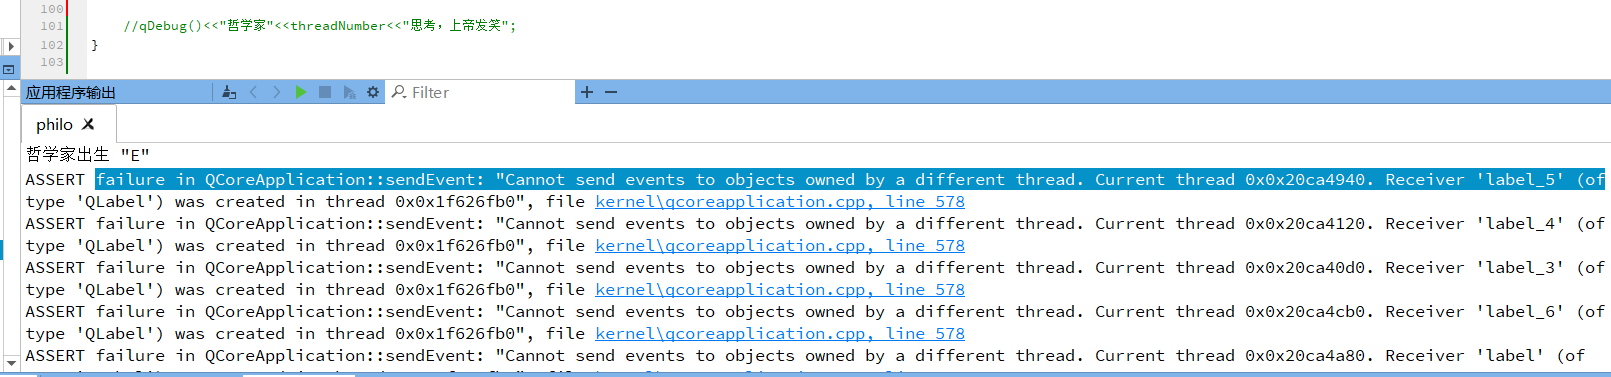 100
101 //qDebug()<<"哲学家"<<threadNumber<<"思考，上帝发笑";
102 }
103
应用程序输出 Filter
philo
哲学家出生 "E"
ASSERT failure in QCoreApplication::sendEvent: "Cannot send events to objects owned by a different thread. Current thread 0x0x20ca4940. Receiver 'label_5' (of
type 'QLabel') was created in thread 0x0x1f626fb0", file kernel\qcoreapplication.cpp, line 578
ASSERT failure in QCoreApplication::sendEvent: "Cannot send events to objects owned by a different thread. Current thread 0x0x20ca4120. Receiver 'label_4' (of
type 'QLabel') was created in thread 0x0x1f626fb0", file kernel\qcoreapplication.cpp, line 578
ASSERT failure in QCoreApplication::sendEvent: "Cannot send events to objects owned by a different thread. Current thread 0x0x20ca40d0. Receiver 'label_3' (of
type 'QLabel') was created in thread 0x0x1f626fb0", file kernel\qcoreapplication.cpp, line 578
ASSERT failure in QCoreApplication::sendEvent: "Cannot send events to objects owned by a different thread. Current thread 0x0x20ca4cb0. Receiver 'label_6' (of
type 'QLabel') was created in thread 0x0x1f626fb0", file kernel\qcoreapplication.cpp, line 578
ASSERT failure in QCoreApplication::sendEvent: "Cannot send events to objects owned by a different thread. Current thread 0x0x20ca4a80. Receiver 'label' (of